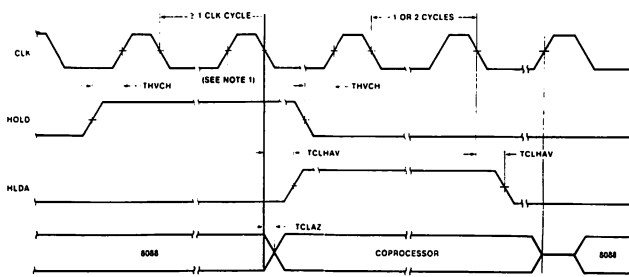 ≥ 1 CLK CYCLE
1 OR 2 CYCLES
CLK
THVCH
(SEE NOTE 1)
THVCH
HOLD
TCLHAV
TCLHAV
HLDA
TCLAZ
8088
COPROCESSOR
8088